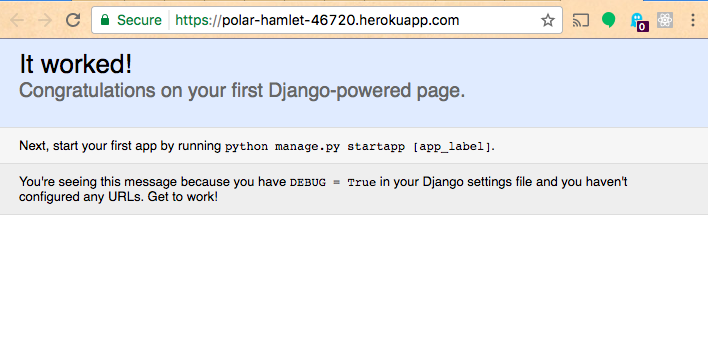 Secure https://polar-hamlet-46720.herokuapp.com
0
It worked!
Congratulations on your first Django-powered page.
Next, start your first app by running python manage.py startapp [app_label].
You're seeing this message because you have DEBUG = True in your Django settings file and you haven't
configured any URLs. Get to work!